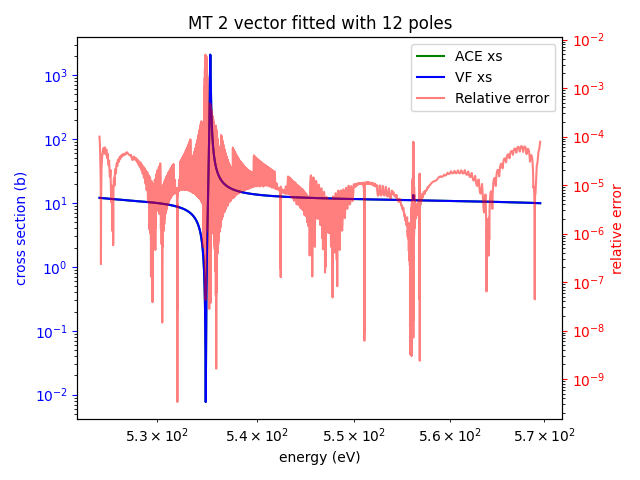 MT 2 vector fitted with 12 poles
ACE xs
VF xs
Relative error
cross section (b)
10³
10²
10¹
10⁰
10⁻¹
10⁻²
10⁻²
10⁻³
10⁻⁴
10⁻⁵
10⁻⁶
10⁻⁷
10⁻⁸
10⁻⁹
relative error
5.3 × 10² 5.4 × 10² 5.5 × 10² 5.6 × 10² 5.7 × 10²
energy (eV)